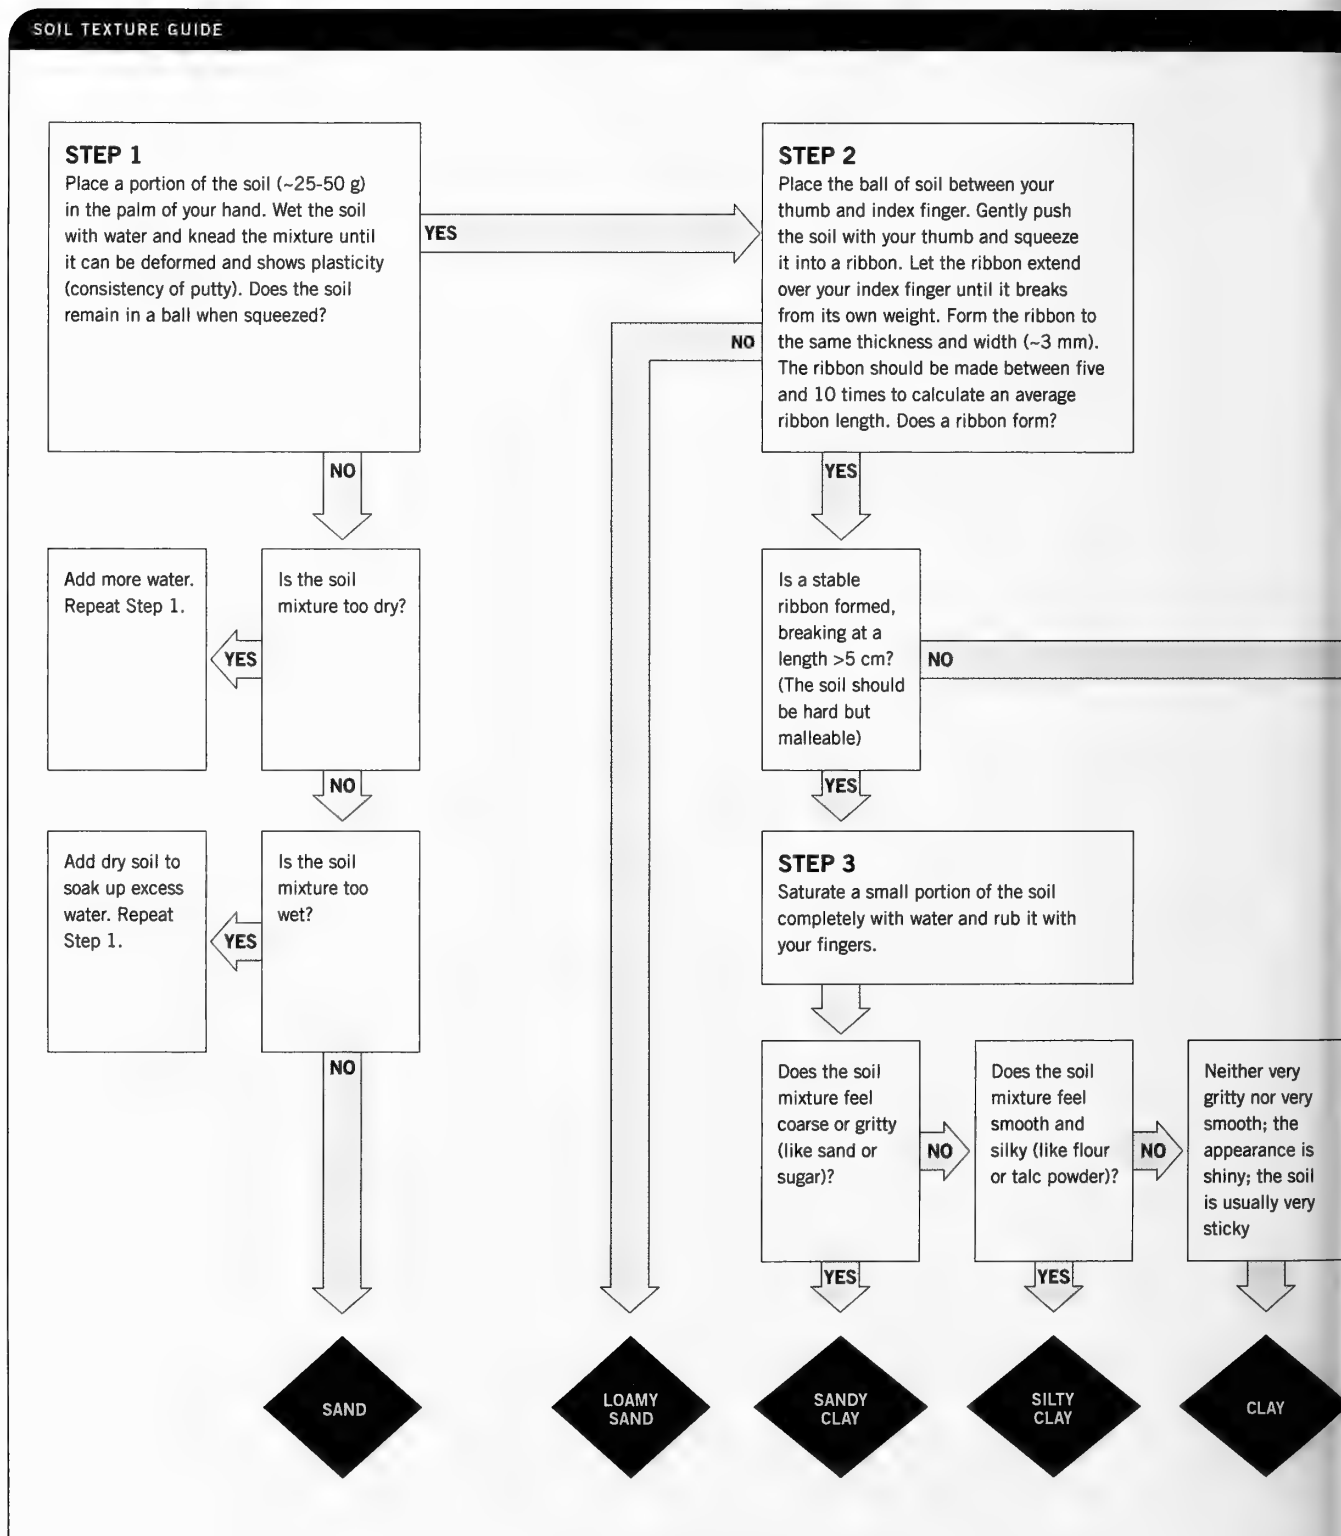 SOIL TEXTURE GUIDE
STEP 1
Place a portion of the soil (~25-50 g)
in the palm of your hand. Wet the soil
with water and knead the mixture until
it can be deformed and shows plasticity
(consistency of putty). Does the soil
remain in a ball when squeezed?
YES
STEP 2
Place the ball of soil between your
thumb and index finger. Gently push
the soil with your thumb and squeeze
it into a ribbon. Let the ribbon extend
over your index finger until it breaks
from its own weight. Form the ribbon to
the same thickness and width (~3 mm).
The ribbon should be made between five
and 10 times to calculate an average
ribbon length. Does a ribbon form?
NO
NO
YES
Add more water.
Repeat Step 1.
Is the soil
mixture too dry?
YES
Is a stable
ribbon formed,
breaking at a
length >5 cm?
(The soil should
be hard but
malleable)
NO
NO
YES
Add dry soil to
soak up excess
water. Repeat
Step 1.
Is the soil
mixture too
wet?
YES
STEP 3
Saturate a small portion of the soil
completely with water and rub it with
your fingers.
NO
Does the soil
mixture feel
coarse or gritty
(like sand or
sugar)?
NO
Does the soil
mixture feel
smooth and
silky (like flour
or talc powder)?
NO
Neither very
gritty nor very
smooth; the
appearance is
shiny; the soil
is usually very
sticky
YES
YES
SAND
LOAMY
SAND
SANDY
CLAY
SILTY
CLAY
CLAY